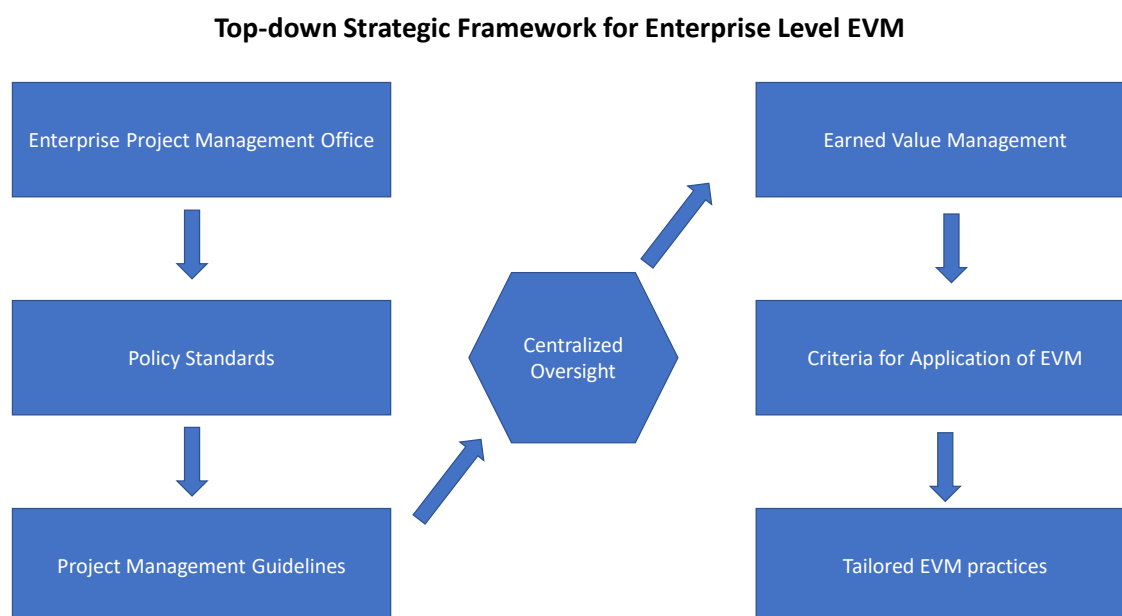 Top-down Strategic Framework for Enterprise Level EVM
Enterprise Project Management Office
Policy Standards
Project Management Guidelines
Centralized
Oversight
Earned Value Management
Criteria for Application of EVM
Tailored EVM practices